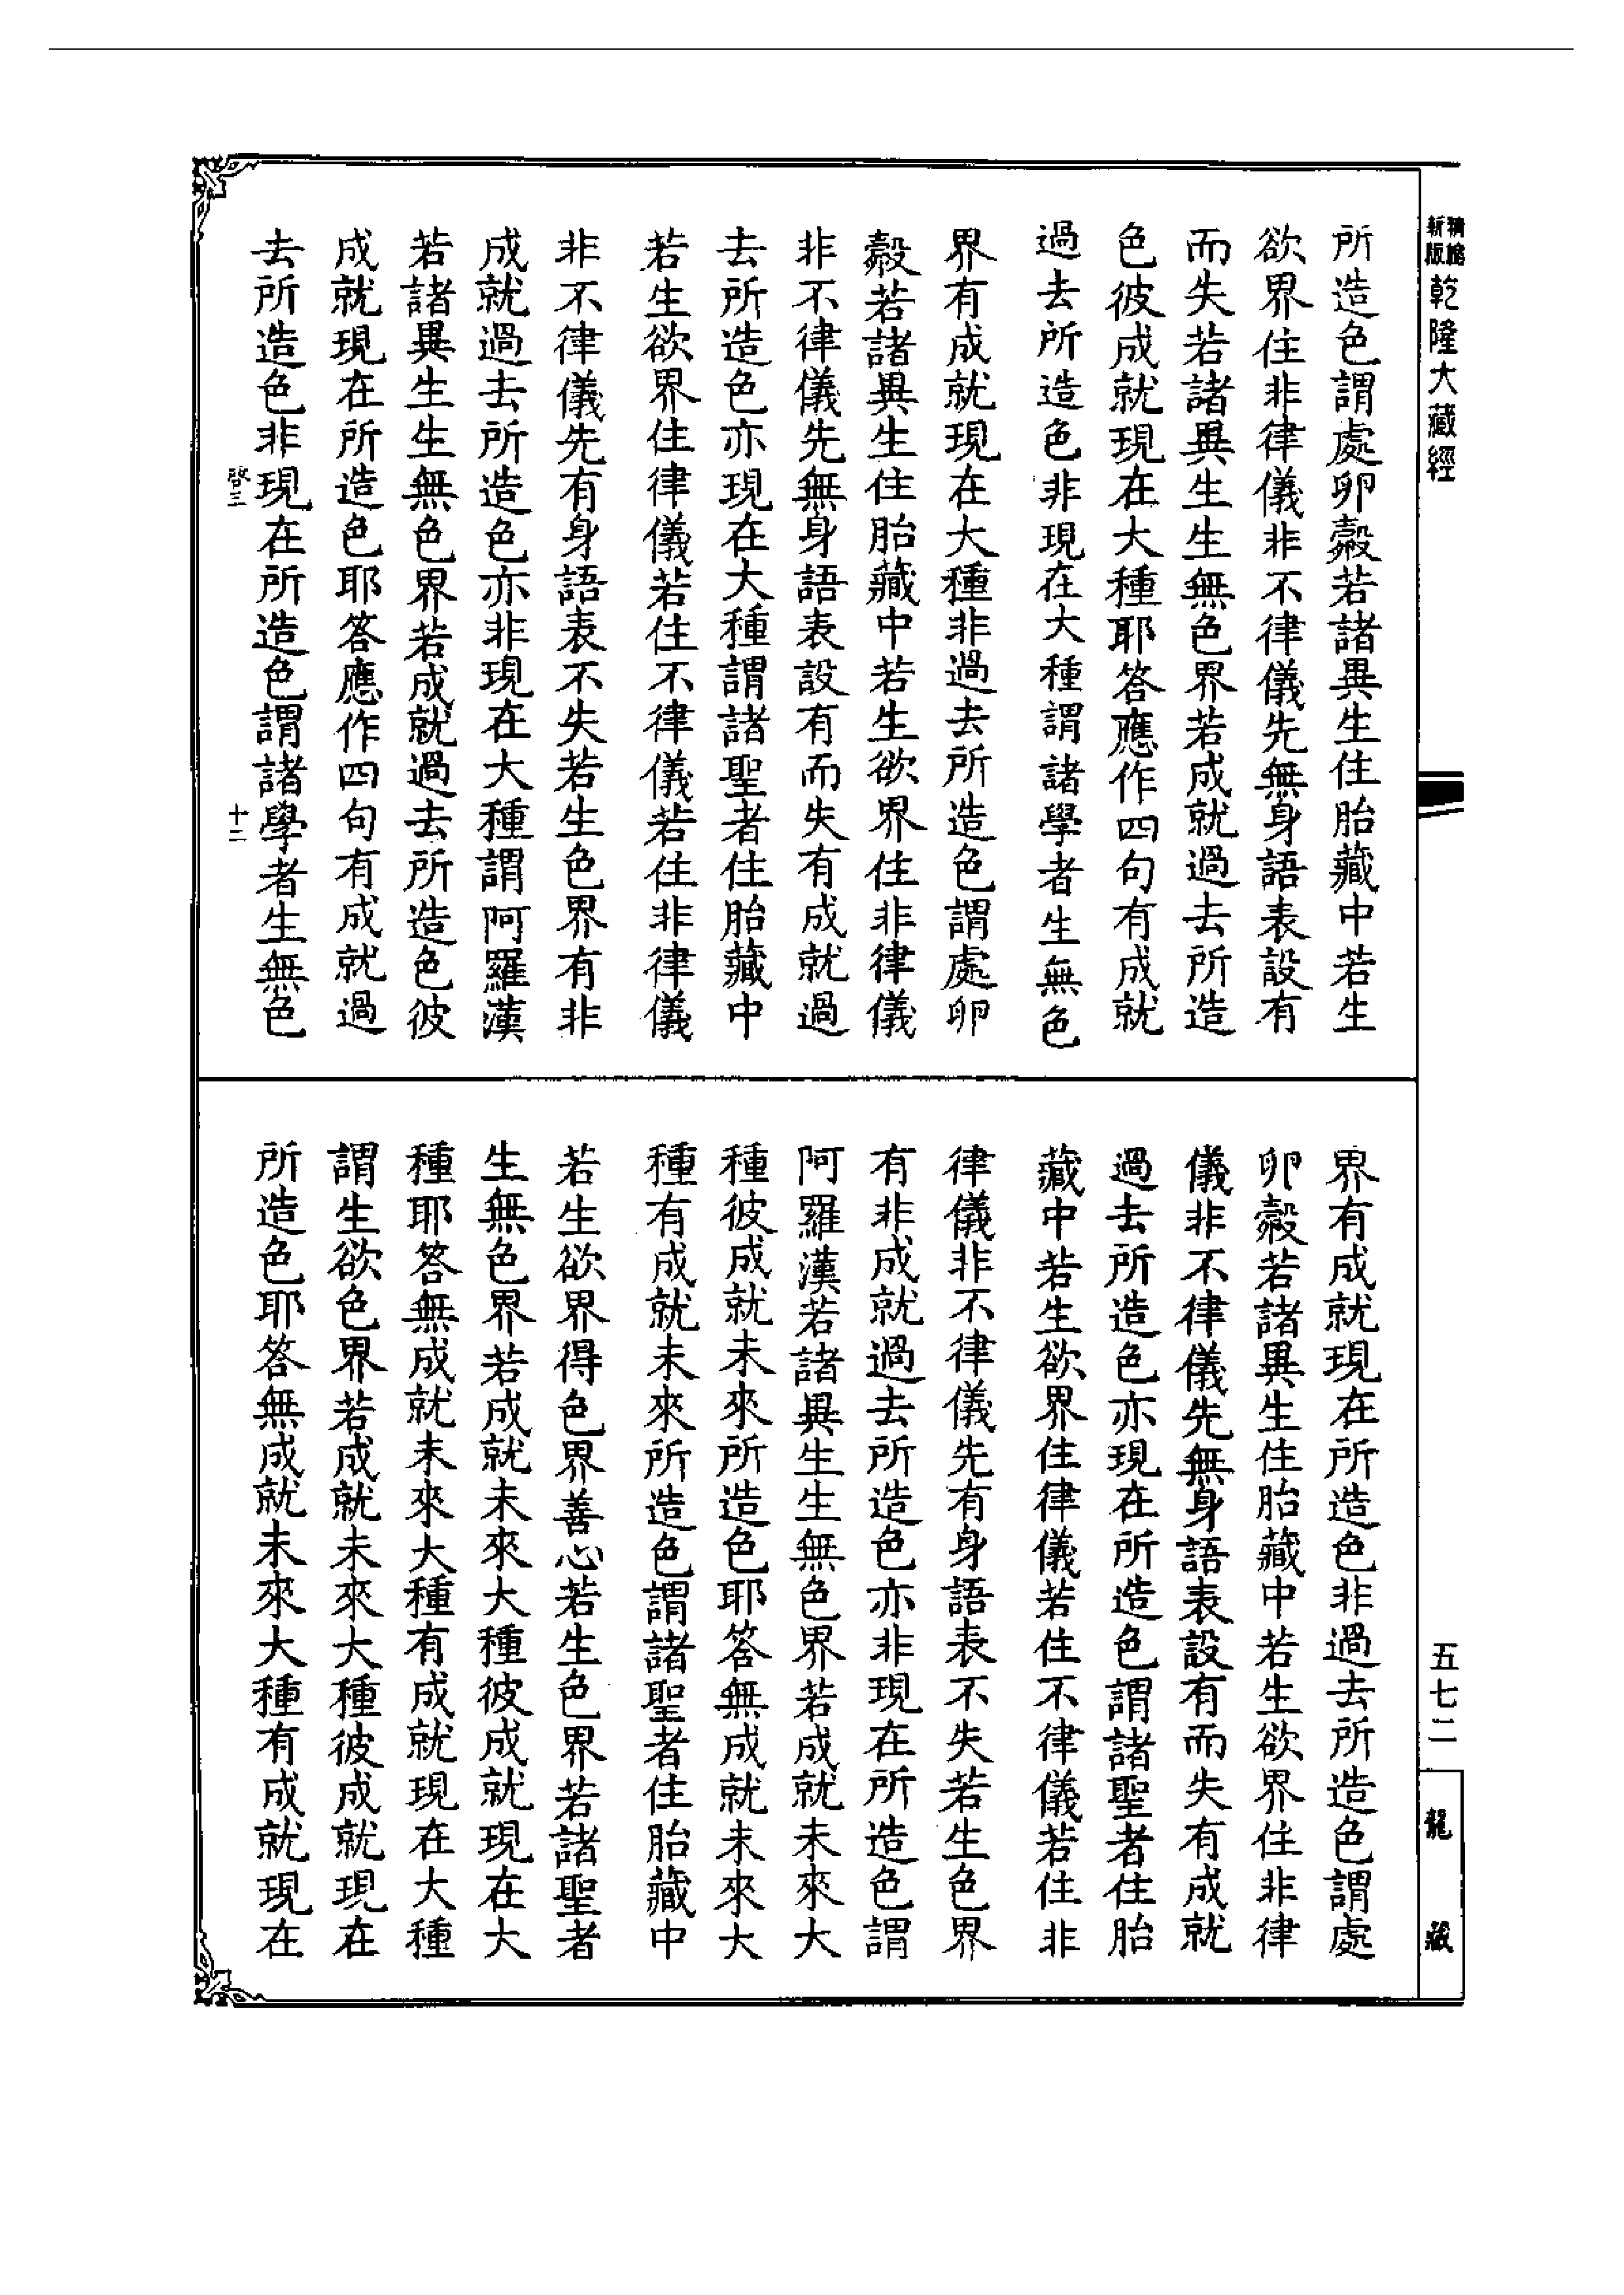 精繪
新版
乾隆大藏經
所造色謂處卵㲉若諸異生住胎藏中若生
欲界住非律儀非不律儀先無身語表設有
而失若諸異生生無色界若成就過去所造
色彼成就現在大種耶答應作四句有成就
過去所造色非現在大種謂諸學者生無色
界有成就現在大種非過去所造色謂處卵
㲉若諸異生住胎藏中若生欲界住非律儀
非不律儀先無身語表設有而失有成就過
去所造色亦現在大種謂諸聖者住胎藏中
若生欲界住律儀若住不律儀若住非律儀
非不律儀先有身語表不失若生色界有非
成就過去所造色亦非現在大種謂阿羅漢
若諸異生生無色界若成就過去所造色彼
成就現在所造色耶答應作四句有成就過
去所造色非現在所造色謂諸學者生無色
啓三
十二
界有成就現在所造色非過去所造色謂處
卵㲉若諸異生住胎藏中若生欲界住非律
儀非不律儀先無身語表設有而失有成就
過去所造色亦現在所造色謂諸聖者住胎
藏中若生欲界住律儀若住不律儀若住非
律儀非不律儀先有身語表不失若生色界
有非成就過去所造色亦非現在所造色謂
阿羅漢若諸異生生無色界若成就未來大
種彼成就未來所造色耶答無成就未來大
種有成就未來所造色謂諸聖者住胎藏中
若生欲界得色界善心若生色界若諸聖者
生無色界若成就未來大種彼成就現在大
種耶答無成就未來大種有成就現在大種
謂生欲色界若成就未來大種彼成就現在
所造色耶答無成就未來大種有成就現在
五七二
龍藏